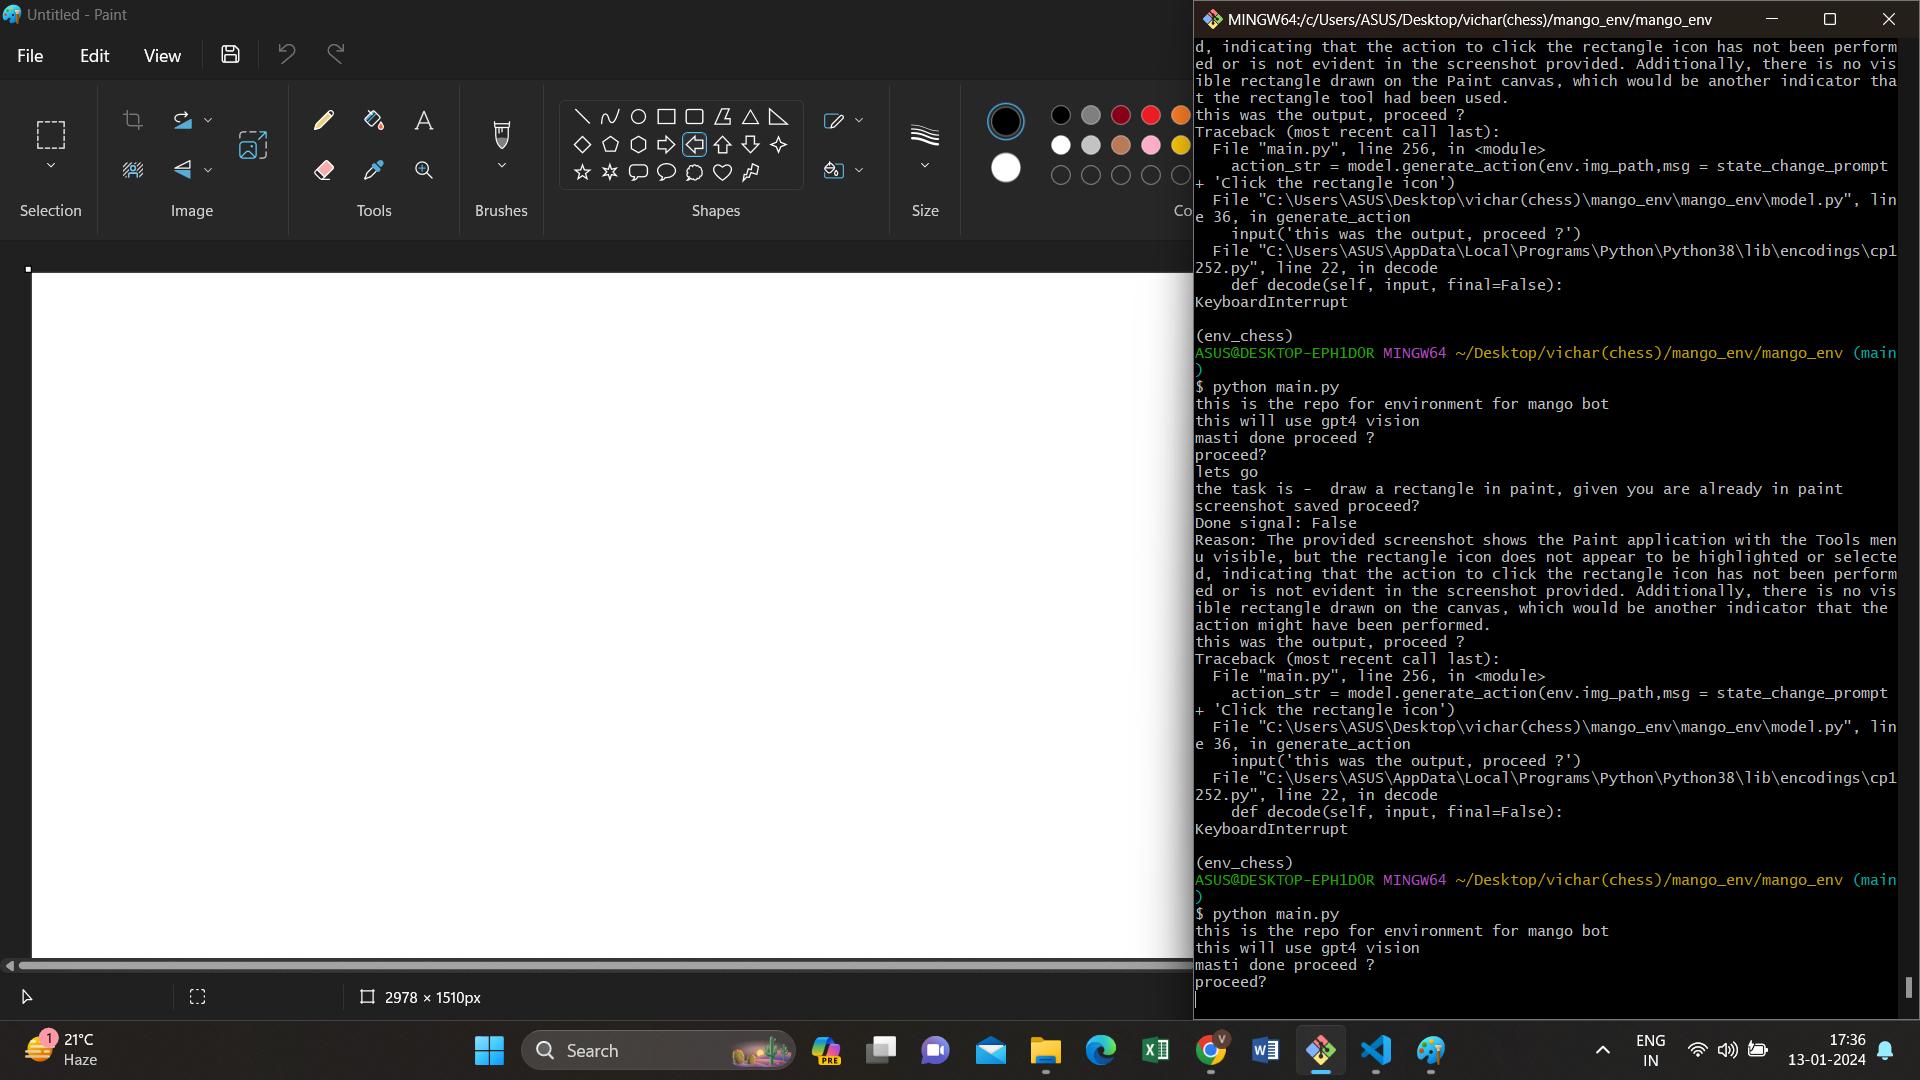 Untitled - Paint
File
Edit
View
Selection
Image
Tools
Brushes
Shapes
Size
Co
A
2978 × 1510px
MINGW64:/c/Users/ASUS/Desktop/vichar(chess)/mango_env/mango_env
d, indicating that the action to click the rectangle icon has not been perform
ed or is not evident in the screenshot provided. Additionally, there is no vis
ible rectangle drawn on the Paint canvas, which would be another indicator tha
t the rectangle tool had been used.
this was the output, proceed ?
Traceback (most recent call last):
File "main.py", line 256, in <module>
action_str = model.generate_action(env.img_path,msg = state_change_prompt
+ 'Click the rectangle icon')
File "C:\Users\ASUS\Desktop\vichar(chess)\mango_env\mango_env\model.py", lin
e 36, in generate_action
input('this was the output, proceed ?')
File "C:\Users\ASUS\AppData\Local\Programs\Python\Python38\lib\encodings\cp1
252.py", line 22, in decode
def decode(self, input, final=False):
KeyboardInterrupt
(env_chess)
ASUS@DESKTOP-EPH1D0R MINGW64 ~/Desktop/vichar(chess)/mango_env/mango_env (main
)
$ python main.py
this is the repo for environment for mango bot
this will use gpt4 vision
masti done proceed ?
proceed?
lets go
the task is -  draw a rectangle in paint, given you are already in paint
screenshot saved proceed?
Done signal: False
Reason: The provided screenshot shows the Paint application with the Tools men
u visible, but the rectangle icon does not appear to be highlighted or selecte
d, indicating that the action to click the rectangle icon has not been perform
ed or is not evident in the screenshot provided. Additionally, there is no vis
ible rectangle drawn on the canvas, which would be another indicator that the
action might have been performed.
this was the output, proceed ?
Traceback (most recent call last):
File "main.py", line 256, in <module>
action_str = model.generate_action(env.img_path,msg = state_change_prompt
+ 'Click the rectangle icon')
File "C:\Users\ASUS\Desktop\vichar(chess)\mango_env\mango_env\model.py", lin
e 36, in generate_action
input('this was the output, proceed ?')
File "C:\Users\ASUS\AppData\Local\Programs\Python\Python38\lib\encodings\cp1
252.py", line 22, in decode
def decode(self, input, final=False):
KeyboardInterrupt
(env_chess)
ASUS@DESKTOP-EPH1D0R MINGW64 ~/Desktop/vichar(chess)/mango_env/mango_env (main
)
$ python main.py
this is the repo for environment for mango bot
this will use gpt4 vision
masti done proceed ?
proceed?
1
21°C
Haze
Search
PRE
V
ENG
IN
17:36
13-01-2024